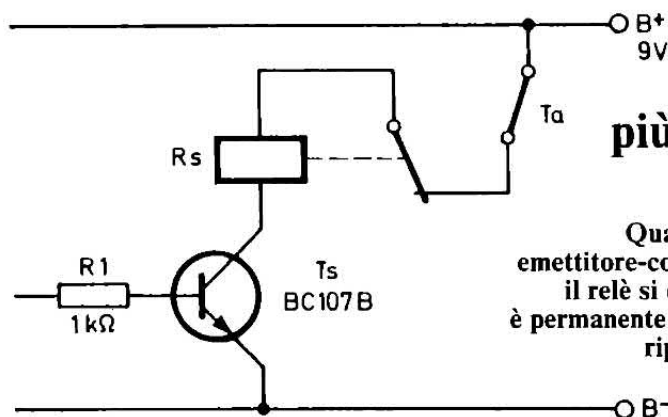 B+
9V
Ta
più
Rs
Qua
emettitore-co
R1
Ts
il relè si
1kΩ
BC107B
è permanente
rip
B-